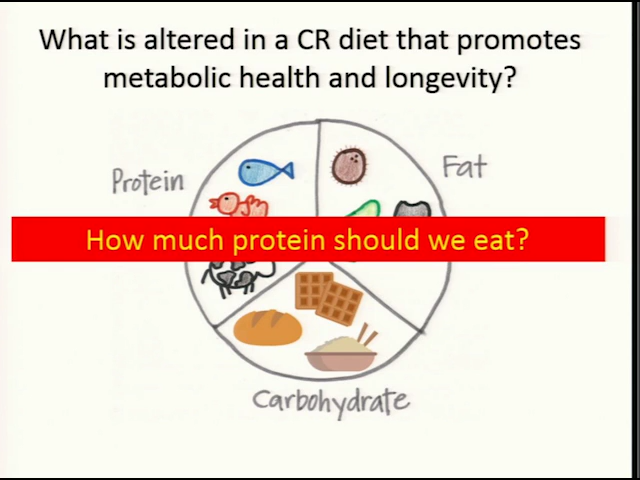 What is altered in a CR diet that promotes
metabolic health and longevity?
Protein
Fat
How much protein should we eat?
Carbohydrate